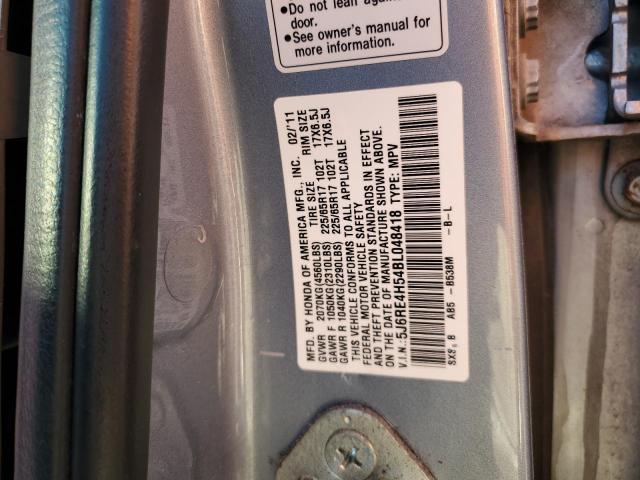 •Do not lean against
door.
•See owner's manual for
more information.
MFD. BY HONDA OF AMERICA MFG., INC. 02/'11
TIRE SIZE RIM SIZE
GVWR 2070KG(4560LBS) 225/65R17 102T 17X6.5J
GAWR F 1050KG(2310LBS) 225/65R17 102T 17X6.5J
GAWR R 1040KG(2290LBS)
THIS VEHICLE CONFORMS TO ALL APPLICABLE
FEDERAL MOTOR VEHICLE SAFETY
AND THEFT PREVENTION STANDARDS IN EFFECT
ON THE DATE OF MANUFACTURE SHOWN ABOVE.
V.I.N.:5J6RE4H54BL048418 TYPE: MPV
AB5 -B538M -B-L